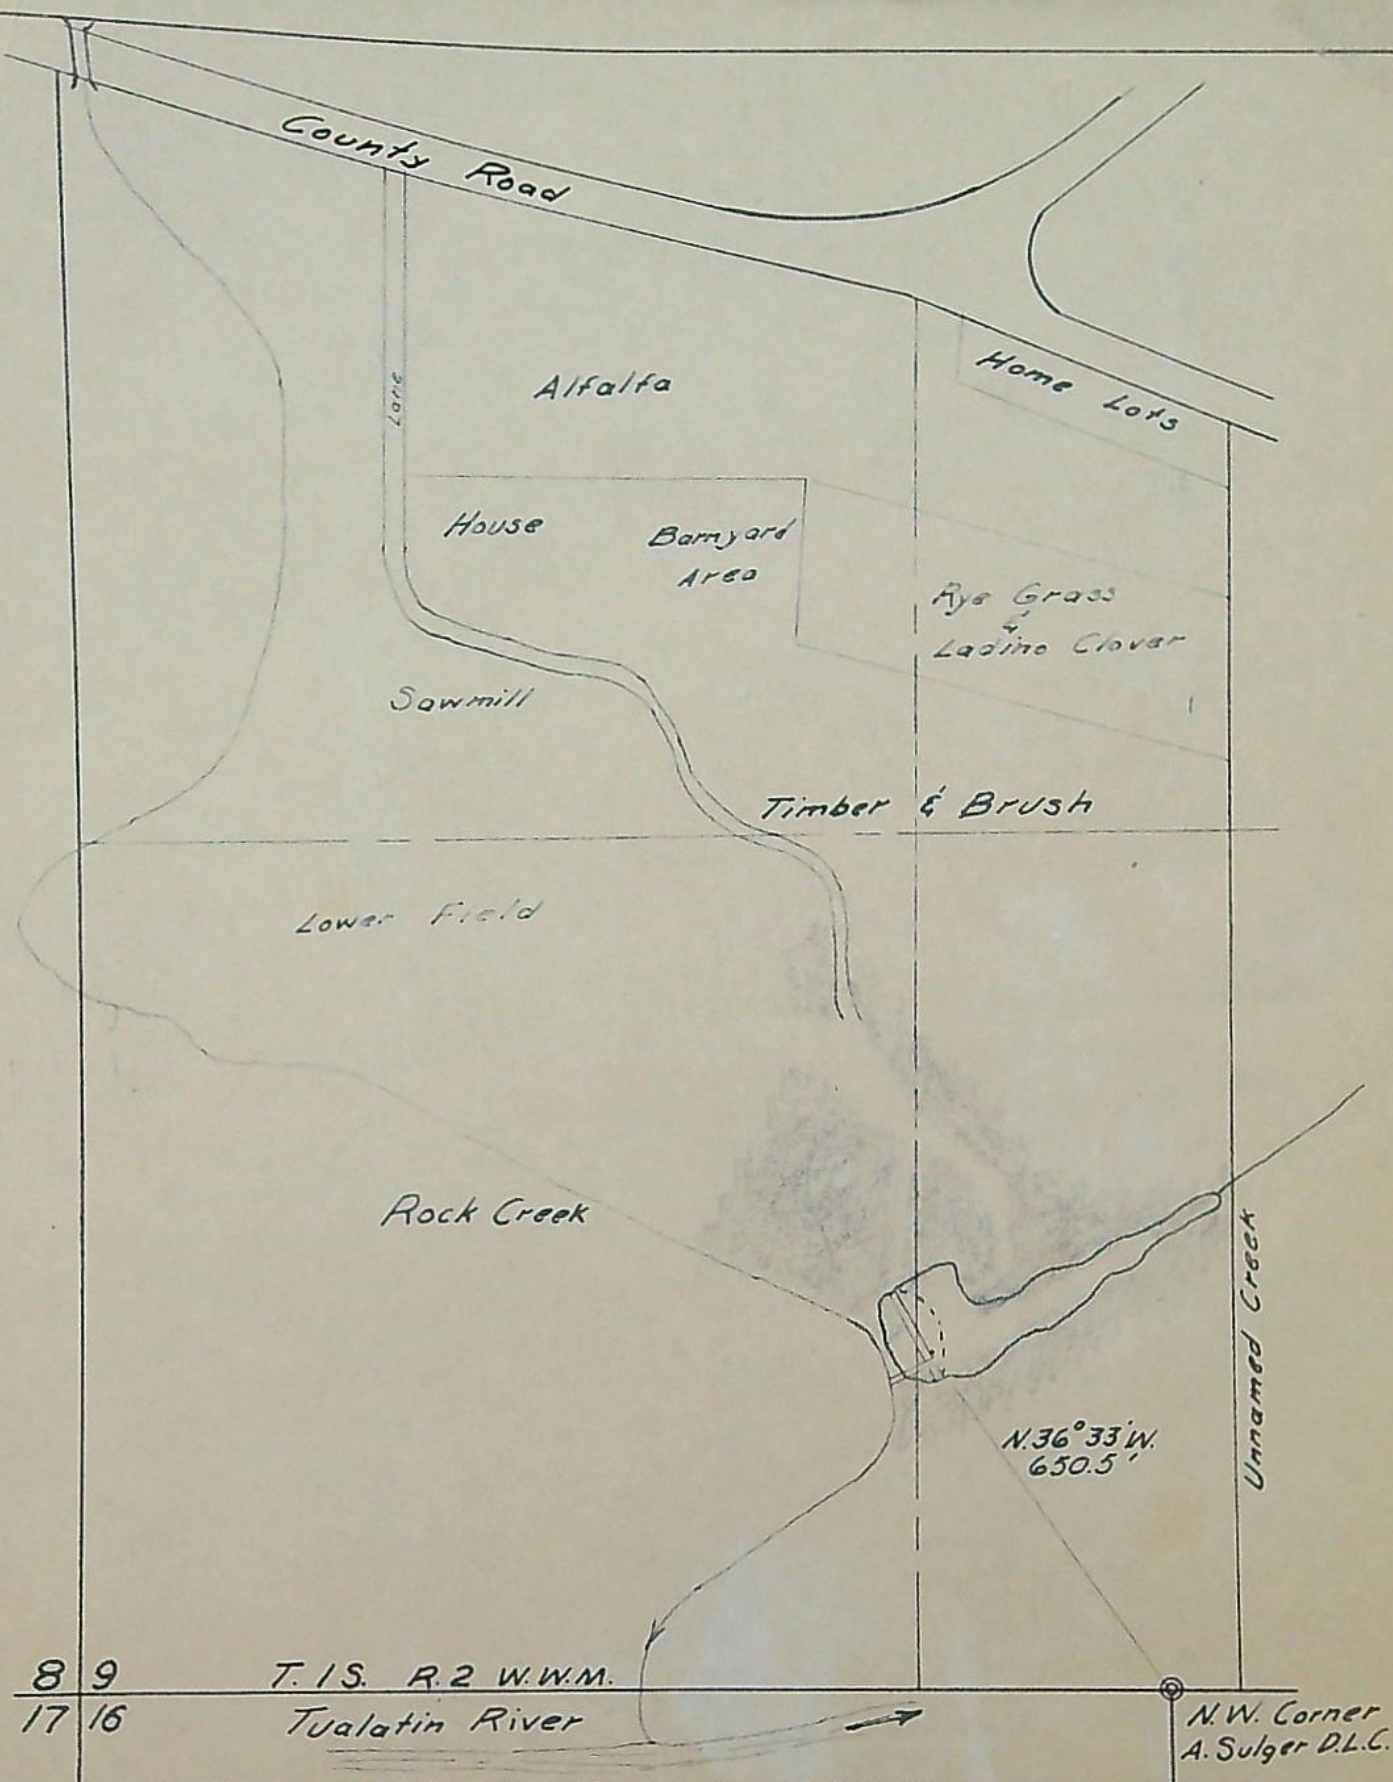 County Road
Lane
Alfalfa
Home Lots
House
Barnyard
Area
Rye Grass
&
Ladino Clover
Sawmill
Timber & Brush
Lower Field
Rock Creek
Unnamed Creek
N.36°33'W.
650.5'
8 9
T.1S. R.2 W.W.M.
17 16
Tualatin River
N.W. Corner
A. Sulger D.L.C.